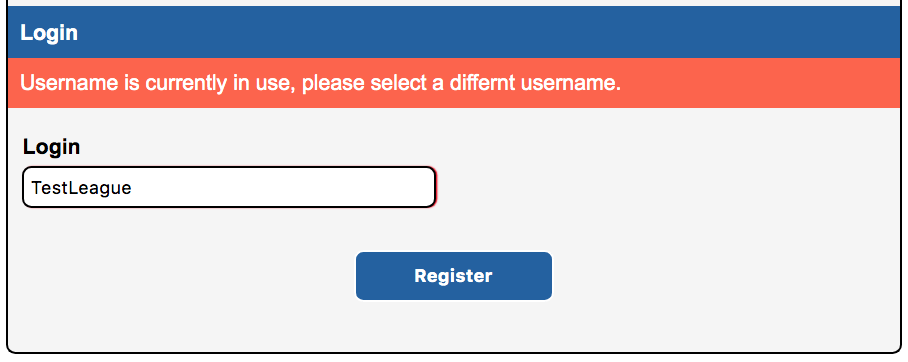 Login
Username is currently in use, please select a differnt username.
Login
TestLeague
Register